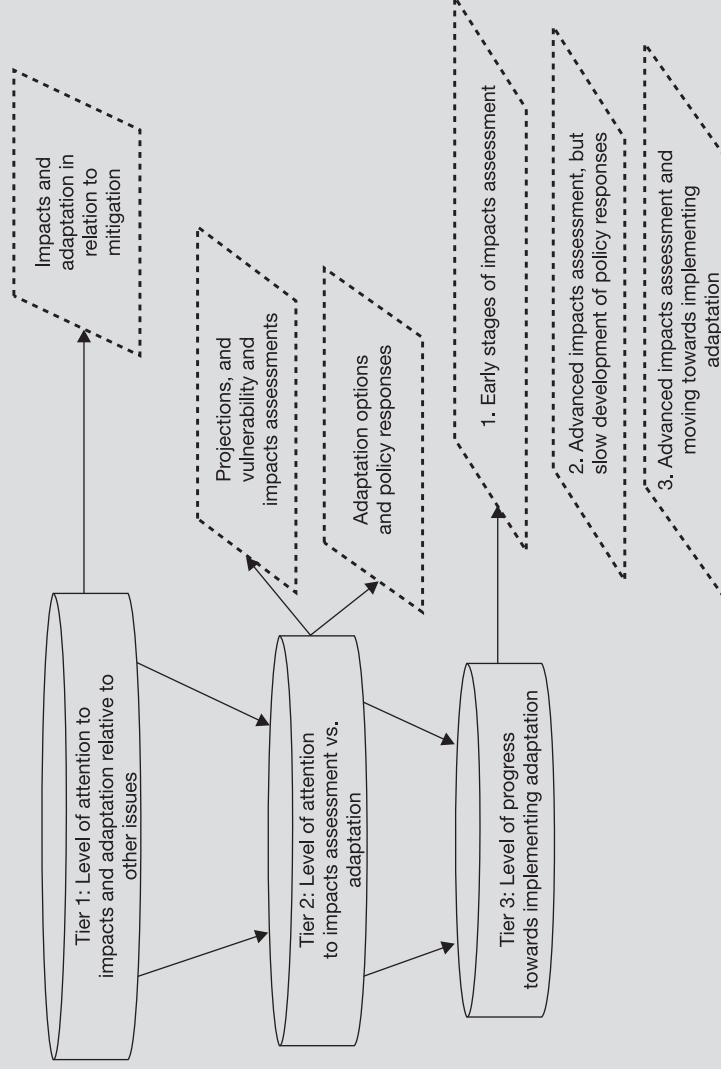 Tier 1: Level of attention to
impacts and adaptation relative to
other issues
Impacts and
adaptation in
relation to
mitigation
Tier 2: Level of attention
to impacts assessment vs.
adaptation
Projections, and
vulnerability and
impacts assessments
Adaptation options
and policy responses
Tier 3: Level of progress
towards implementing adaptation
1. Early stages of impacts assessment
2. Advanced impacts assessment, but
slow development of policy responses
3. Advanced impacts assessment and
moving towards implementing
adaptation